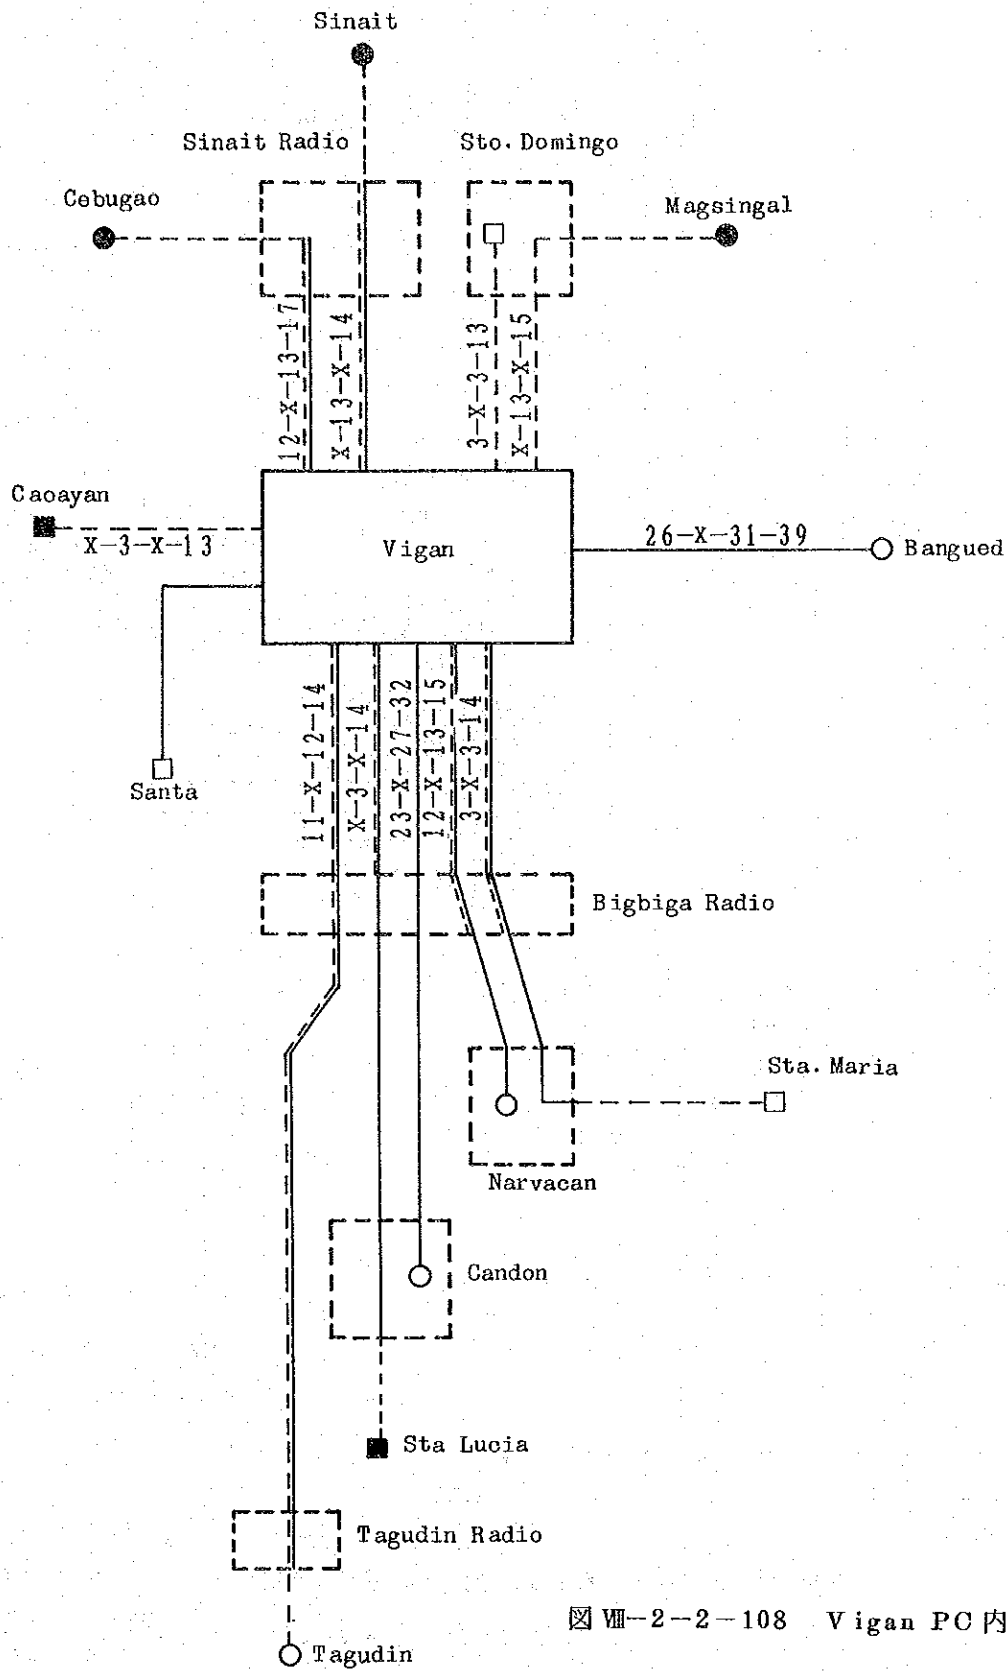 Sinait
Sinait Radio
Sto. Domingo
Cebugao
Magsingal
12-X-13-17
X-13-X-14
3-X-3-13
X-13-X-15
Caoayan
X-3-X-13
Vigan
26-X-31-39
Bangued
Santa
11-X-12-14
X-3-X-14
23-X-27-32
12-X-13-15
3-X-3-14
Bigbiga Radio
Sta. Maria
Narvacan
Candon
Sta Lucia
Tagudin Radio
図 Ⅷ-2-2-108 Vigan PC 内
Tagudin